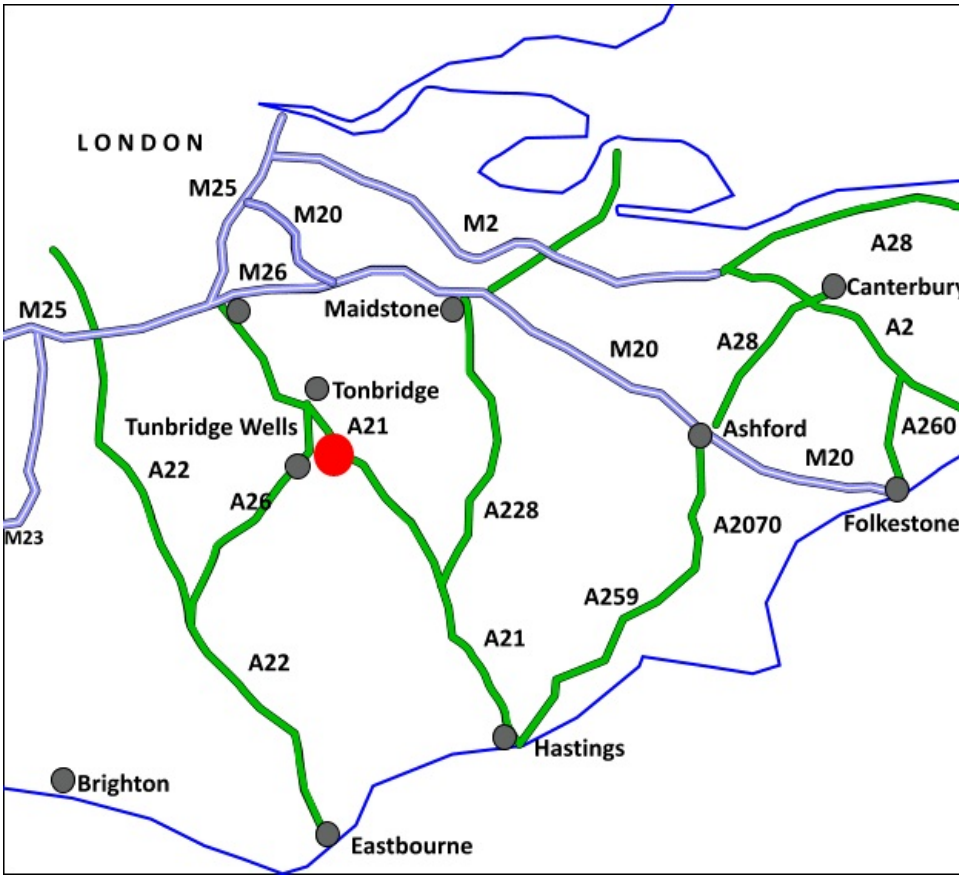 LONDON
M25
M20
M2
A28
M26
Canterbury
M25
Maidstone
A2
A28
M20
Tonbridge
Tunbridge Wells
A21
Ashford
A260
A22
M20
A26
A228
A2070
Folkestone
M23
A259
A21
A22
Hastings
Brighton
Eastbourne